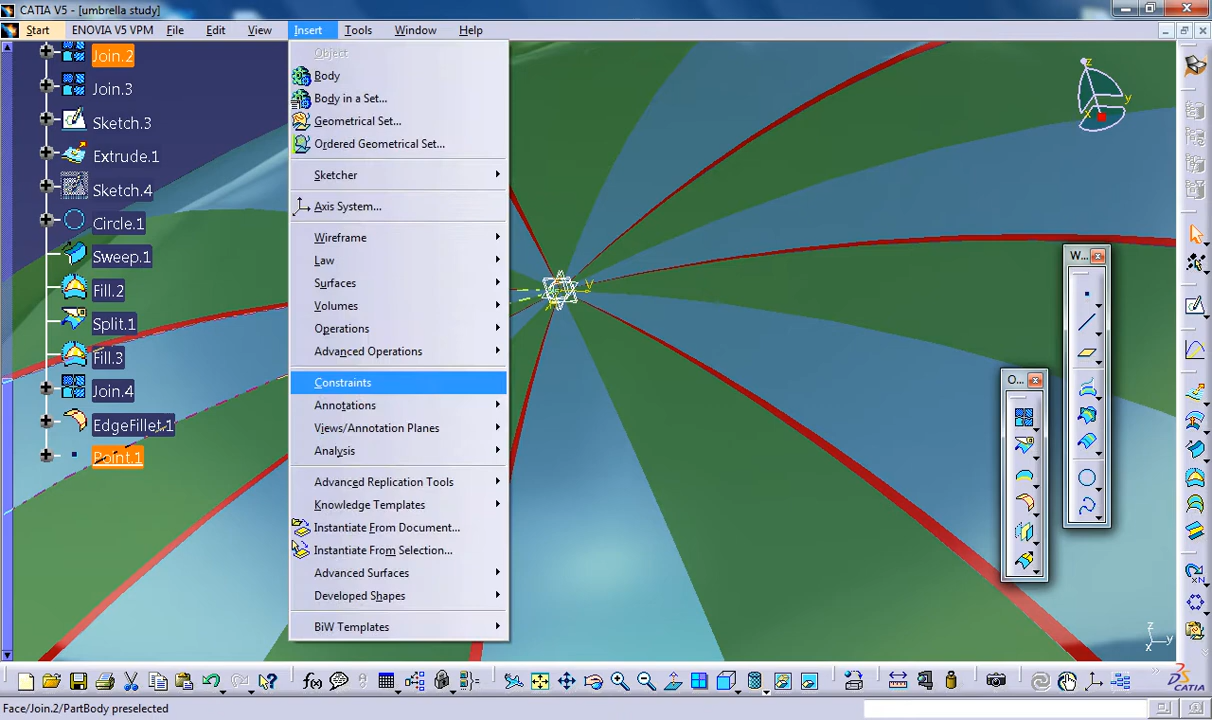 CATIA V5 - [umbrella study]
Start ENOVIA V5 VPM File Edit View Insert Tools Window Help
Join.2
Join.3
Sketch.3
Extrude.1
Sketch.4
Circle.1
Sweep.1
Fill.2
Split.1
Fill.3
Join.4
EdgeFillet.1
Point.1
Object
Body
Body in a Set...
Geometrical Set...
Ordered Geometrical Set...
Sketcher
Axis System...
Wireframe
Law
Surfaces
Volumes
Operations
Advanced Operations
Constraints
Annotations
Views/Annotation Planes
Analysis
Advanced Replication Tools
Knowledge Templates
Instantiate From Document...
Instantiate From Selection...
Advanced Surfaces
Developed Shapes
BiW Templates
z
y
x
y
W...
O...
z
x
f(x)
CATIA
Face/Join.2/PartBody preselected